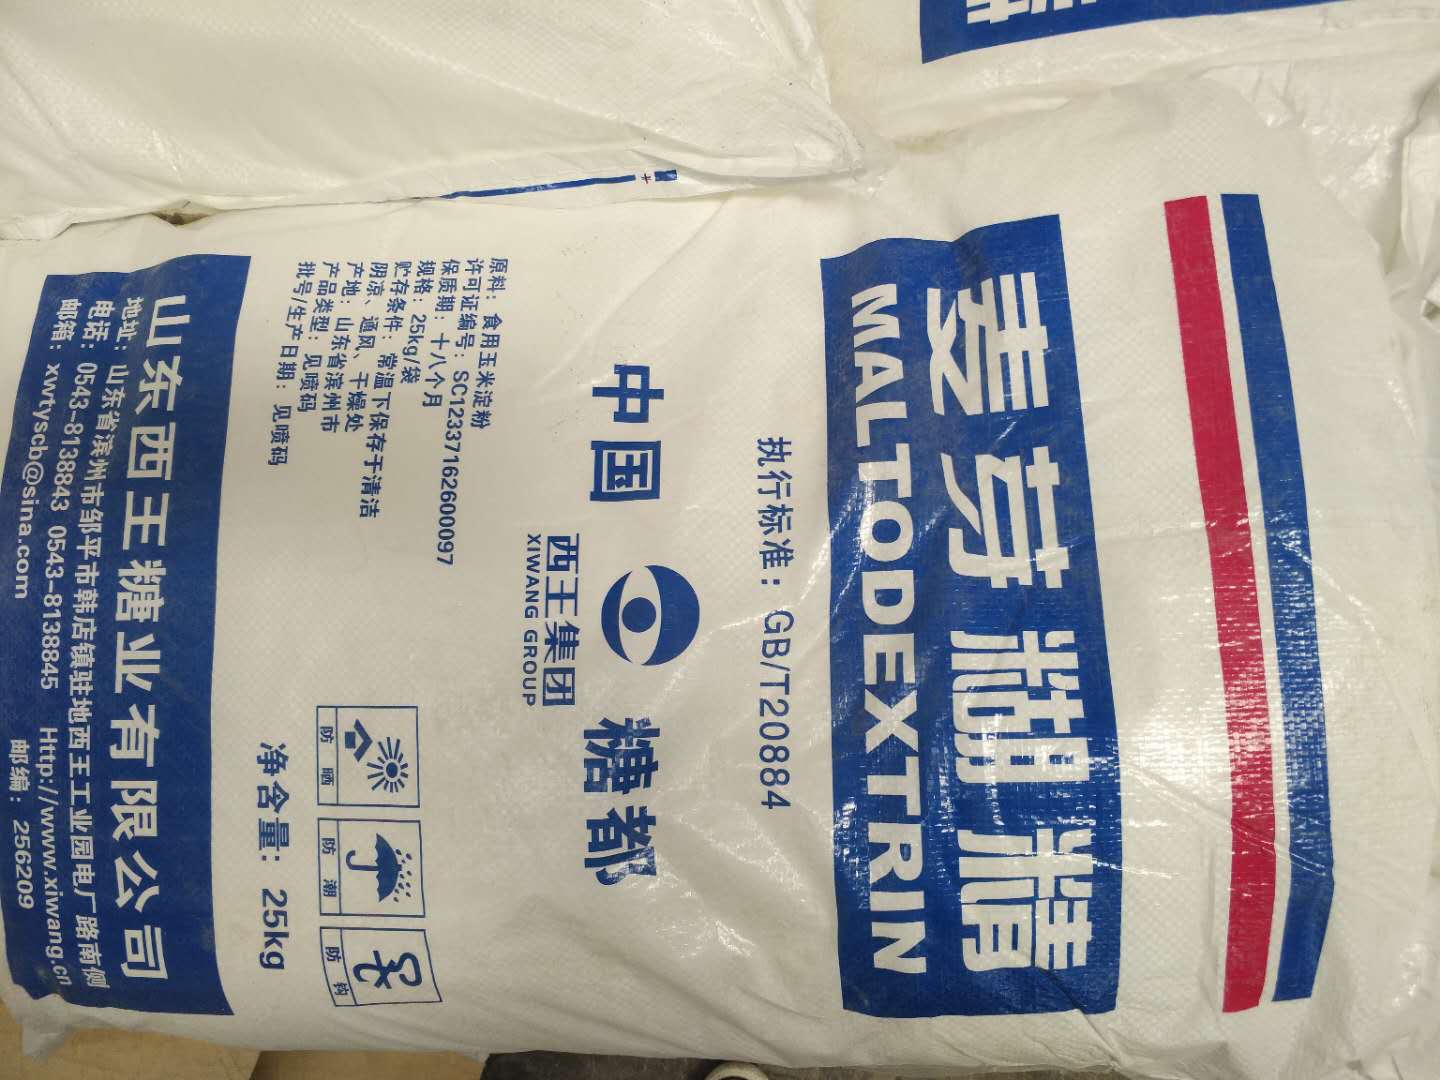 麦芽糊精
MALTODEXTRIN
执行标准：GB/T20884
中国 糖都
西王集团
XIWANG GROUP
原料：食用玉米淀粉
许可证编号：SC12337162600097
保质期：十八个月
规格：25kg/袋
贮存条件：常温下保存于清洁
阴凉、通风、干燥处
产地：山东省滨州市
产品类型：见喷码
批号/生产日期：见喷码
防晒
防潮
防钩
净含量：25kg
山东西王糖业有限公司
地址：山东省滨州市邹平市韩店镇驻地西王工业园电厂路南侧
电话：0543-8138843 0543-8138845 Http://www.xiwang.cn
邮箱：xwtyscb@sina.com 邮编：256209